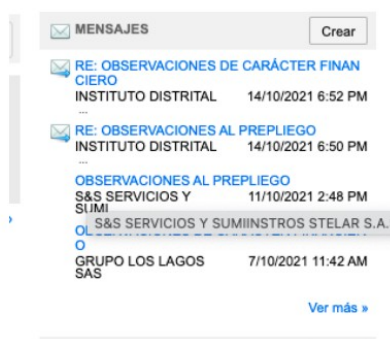 MENSAJES
Crear
RE: OBSERVACIONES DE CARÁCTER FINAN
CIERO
INSTITUTO DISTRITAL 14/10/2021 6:52 PM
...
RE: OBSERVACIONES AL PREPLIEGO
INSTITUTO DISTRITAL 14/10/2021 6:50 PM
...
OBSERVACIONES AL PREPLIEGO
S&S SERVICIOS Y 11/10/2021 2:48 PM
SUMI
S&S SERVICIOS Y SUMIINSTROS STELAR S.A.
O
GRUPO LOS LAGOS 7/10/2021 11:42 AM
SAS
Ver más »
»